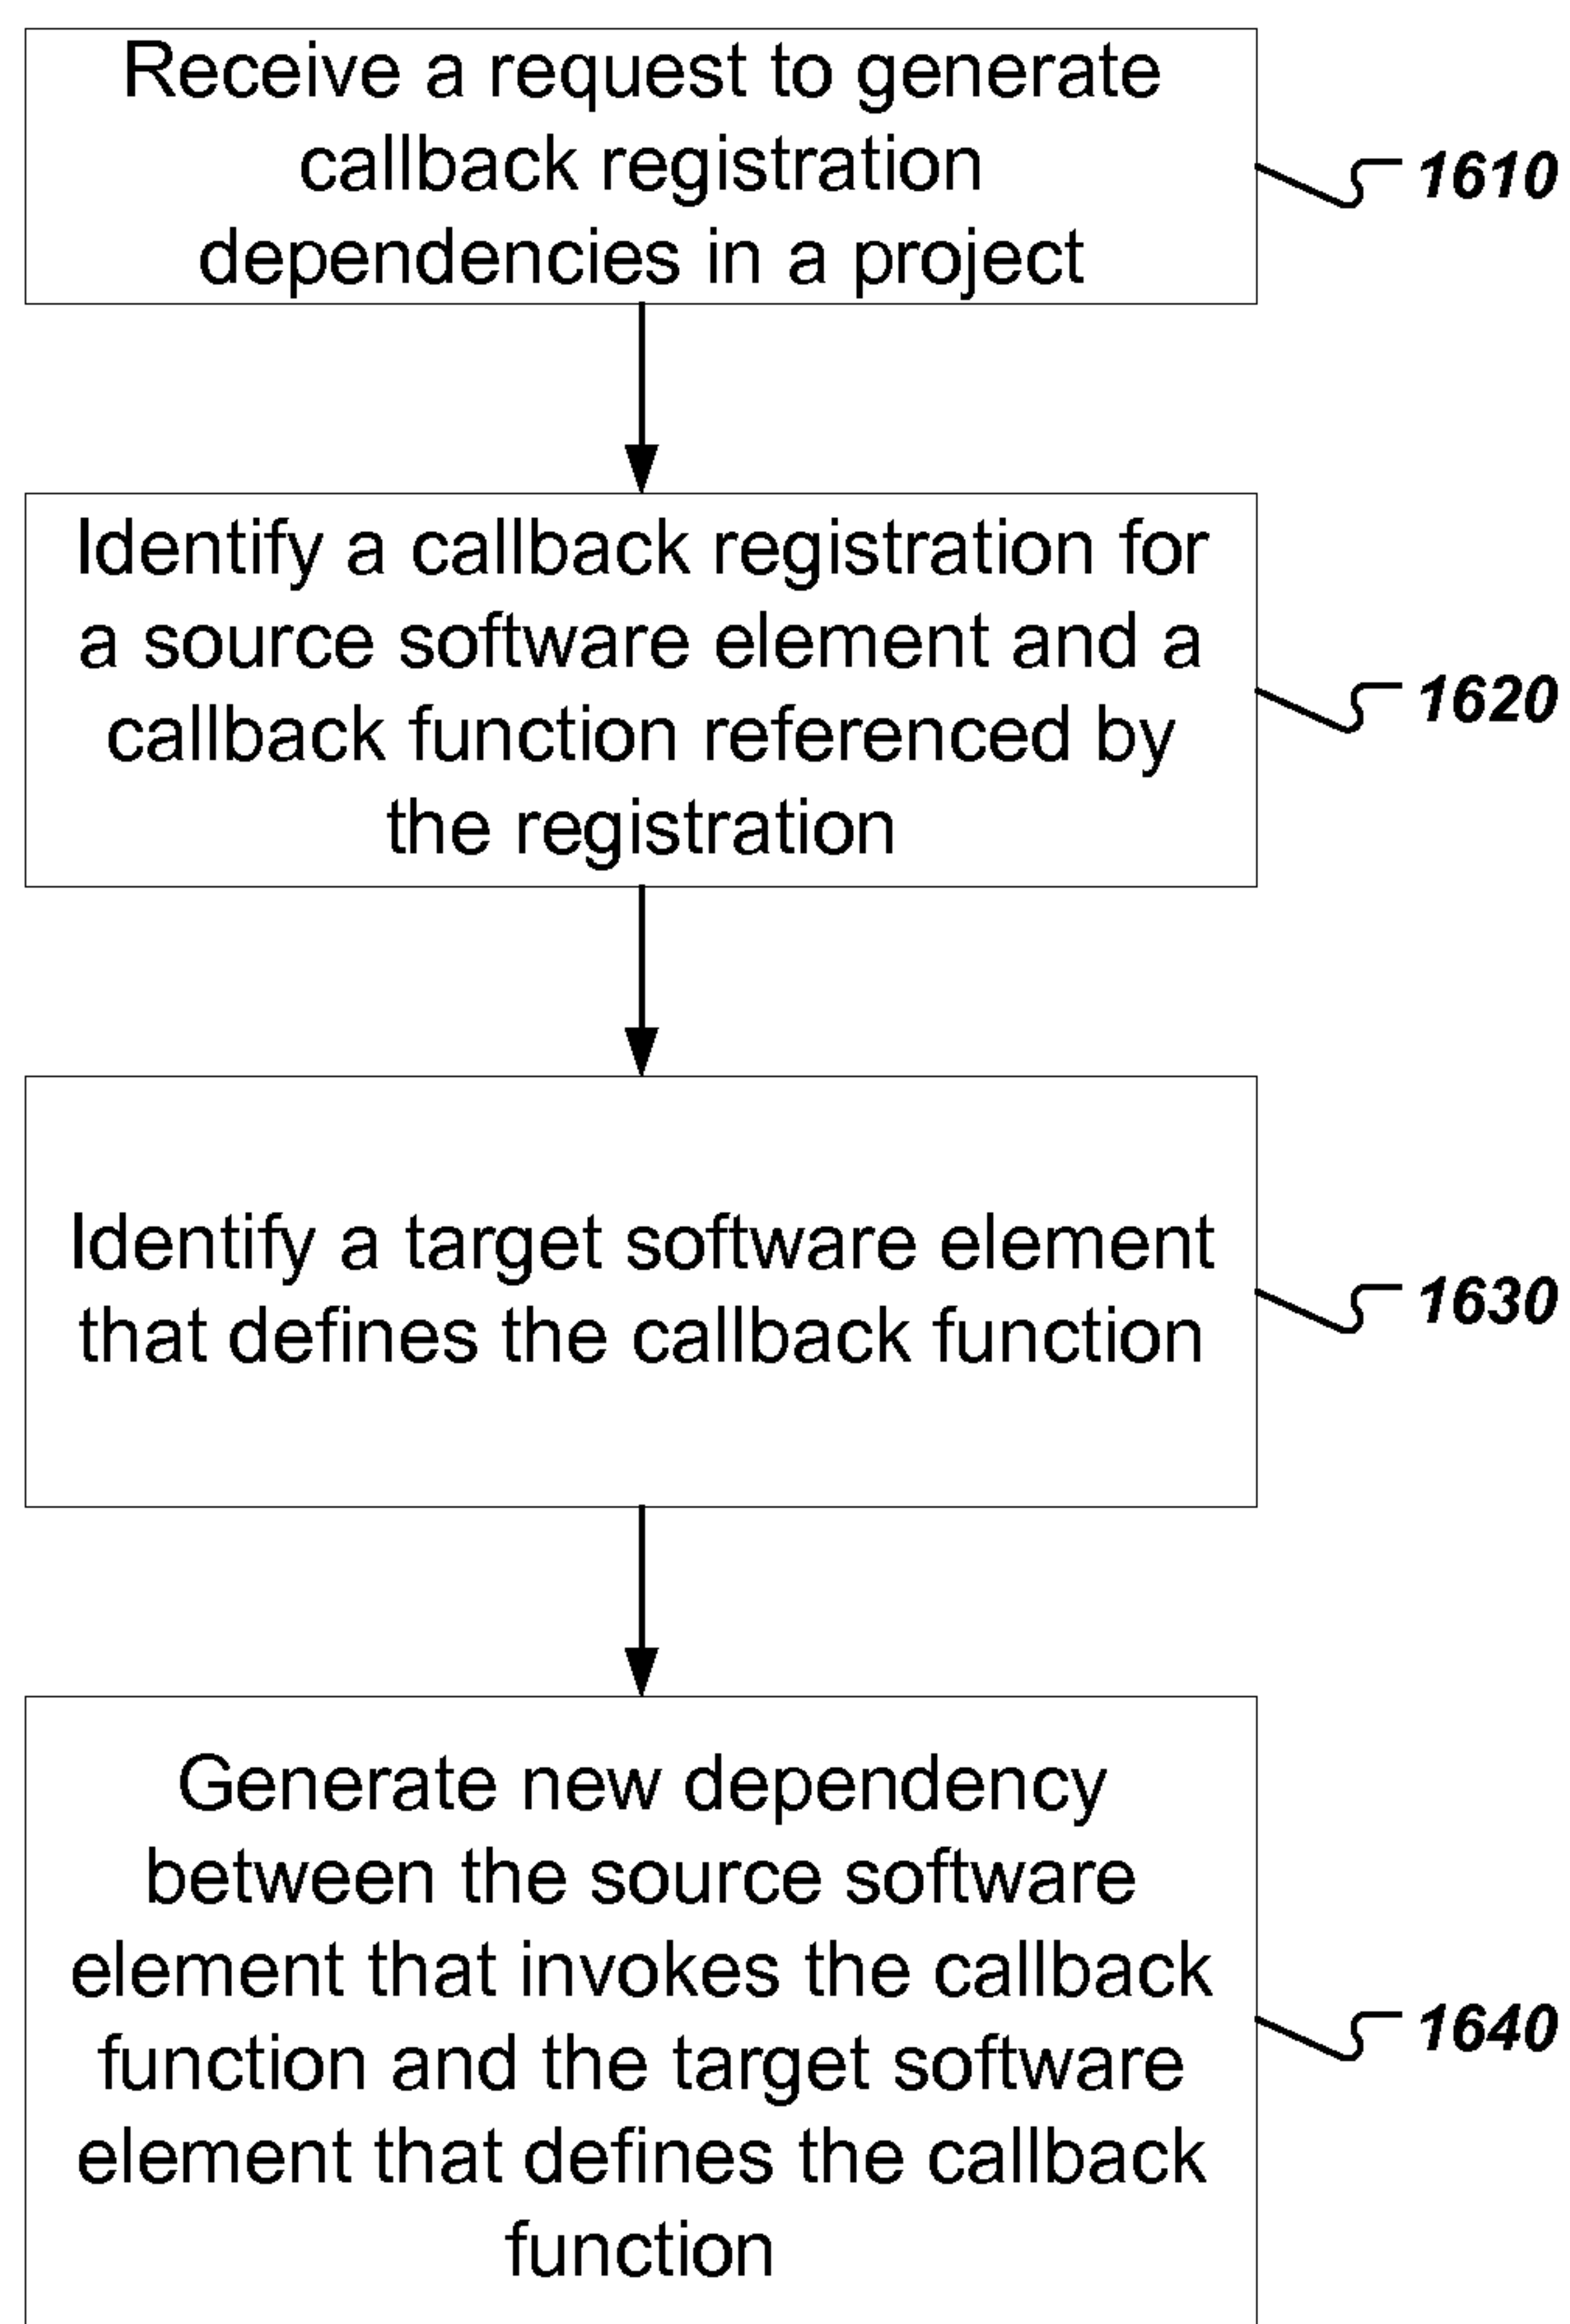 Receive a request to generate
callback registration
dependencies in a project
1610
Identify a callback registration for
a source software element and a
callback function referenced by
the registration
1620
Identify a target software element
that defines the callback function
1630
Generate new dependency
between the source software
element that invokes the callback
function and the target software
element that defines the callback
function
1640